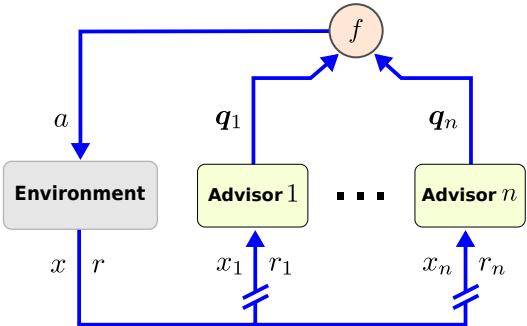 f
a
q₁
qₙ
Environment
Advisor 1
Advisor n
x r
x₁ r₁
xₙ rₙ